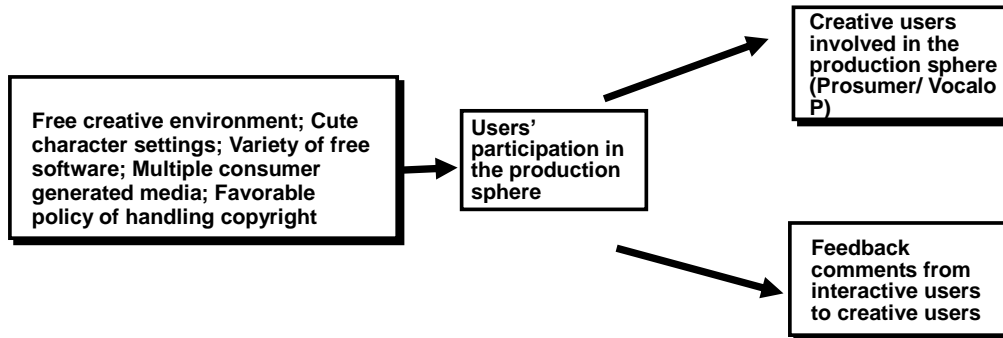 Free creative environment; Cute
character settings; Variety of free
software; Multiple consumer
generated media; Favorable
policy of handling copyright
Users’
participation in
the production
sphere
Creative users
involved in the
production sphere
(Prosumer/ Vocalo
P)
Feedback
comments from
interactive users
to creative users